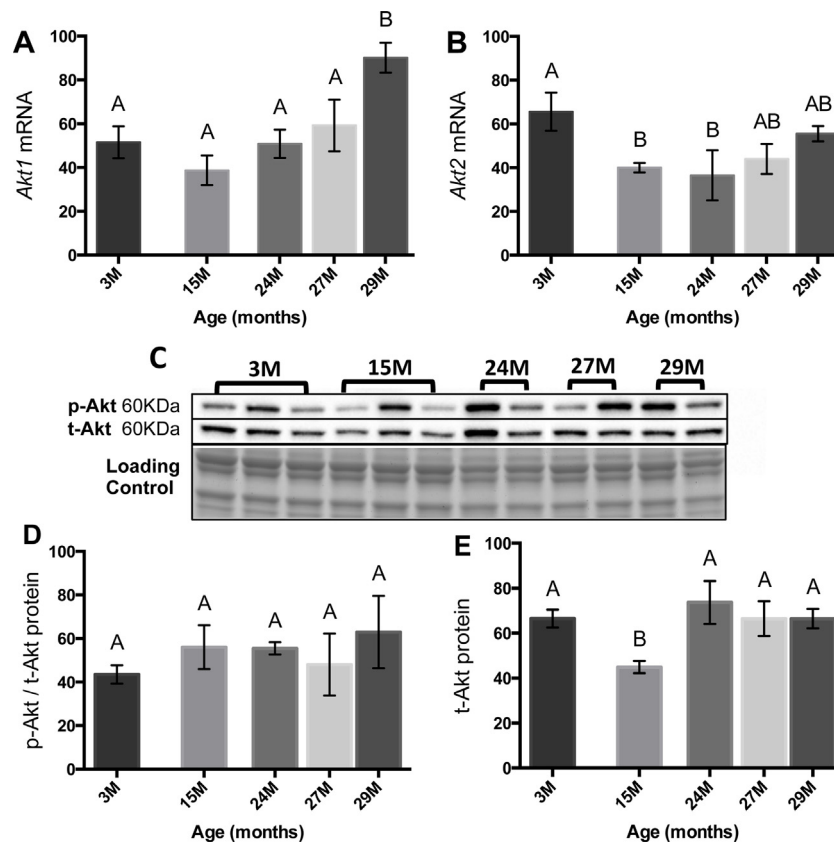 A
Akt1 mRNA
100
80
60
40
20
0
A
A
A
A
B
3M
15M
24M
27M
29M
Age (months)
B
Akt2 mRNA
100
80
60
40
20
0
A
B
B
AB
AB
3M
15M
24M
27M
29M
Age (months)
C
3M 15M 24M 27M 29M
p-Akt 60KDa
t-Akt 60KDa
Loading
Control
D
p-Akt / t-Akt protein
100
80
60
40
20
0
A
A
A
A
A
3M
15M
24M
27M
29M
Age (months)
E
t-Akt protein
100
80
60
40
20
0
A
B
A
A
A
3M
15M
24M
27M
29M
Age (months)